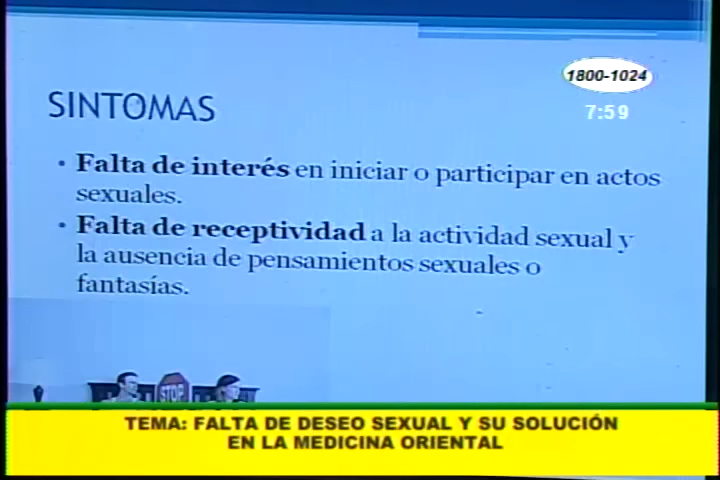 1800-1024
SINTOMAS
7:59
• Falta de interés en iniciar o participar en actos
sexuales.
• Falta de receptividad a la actividad sexual y
la ausencia de pensamientos sexuales o
fantasías.
STOP
TEMA: FALTA DE DESEO SEXUAL Y SU SOLUCIÓN
EN LA MEDICINA ORIENTAL